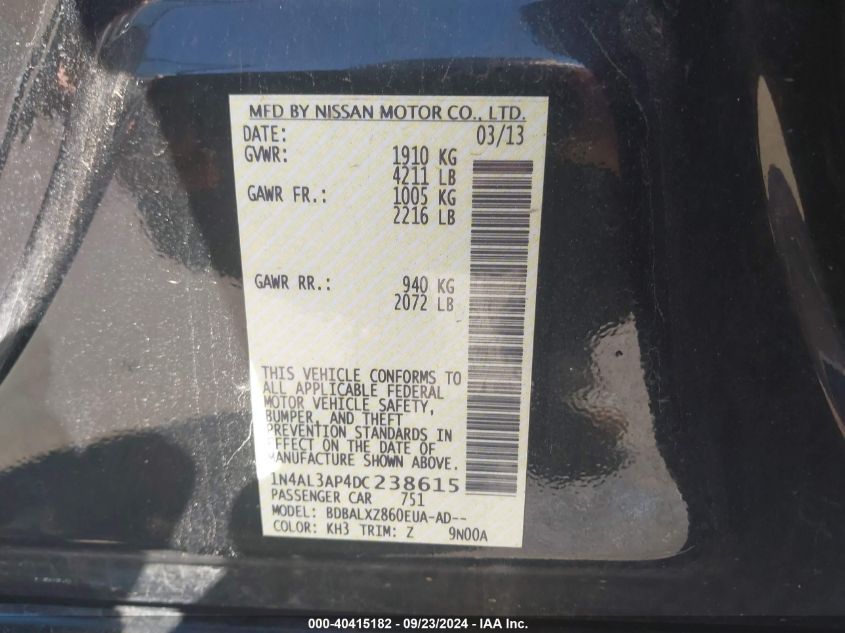 MFD BY NISSAN MOTOR CO., LTD.
DATE: 03/13
GVWR: 1910 KG
4211 LB
GAWR FR.: 1005 KG
2216 LB
GAWR RR.: 940 KG
2072 LB
THIS VEHICLE CONFORMS TO
ALL APPLICABLE FEDERAL
MOTOR VEHICLE SAFETY,
BUMPER, AND THEFT
PREVENTION STANDARDS IN
EFFECT ON THE DATE OF
MANUFACTURE SHOWN ABOVE.
1N4AL3AP4DC238615
PASSENGER CAR 751
MODEL: BDBALXZ860EUA-AD--
COLOR: KH3 TRIM: Z 9N00A
000-40415182 - 09/23/2024 - IAA Inc.